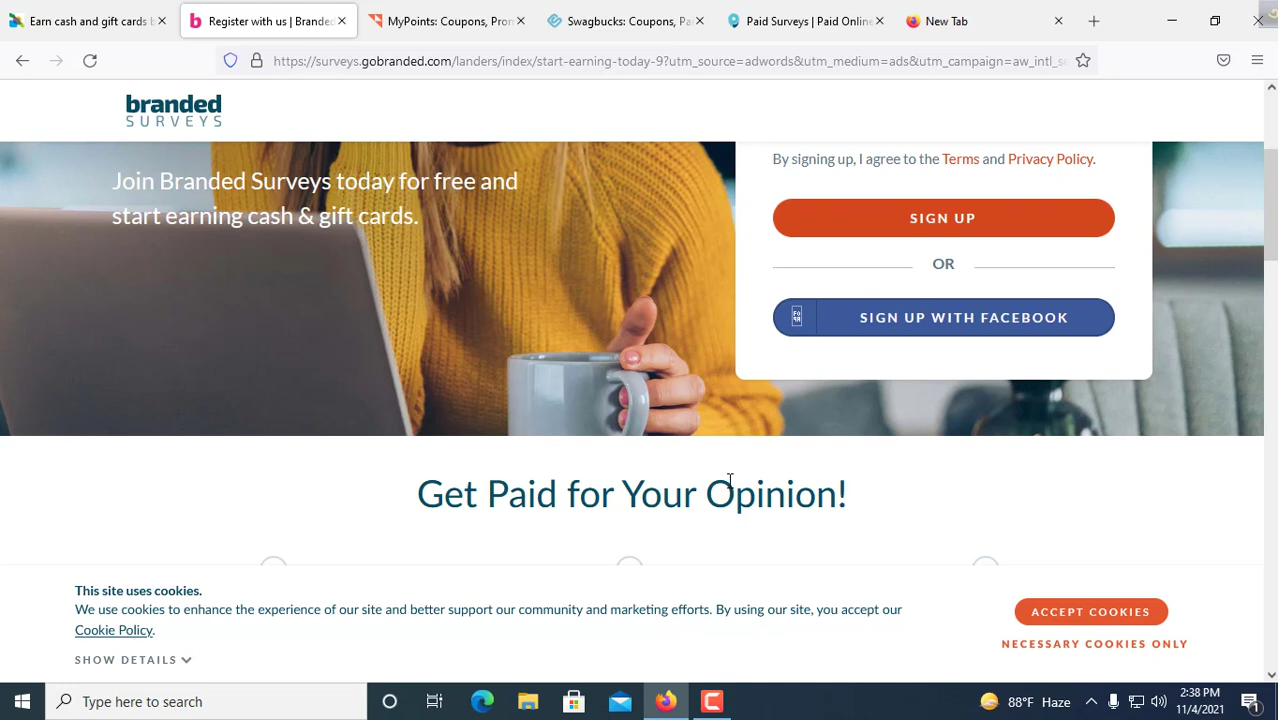 Earn cash and gift cards b
Register with us | Branded
MyPoints: Coupons, Pro
Swagbucks: Coupons, Pa
Paid Surveys | Paid Online
New Tab
https://surveys.gobranded.com/landers/index/start-earning-today-9?utm_source=adwords&utm_medium=ads&utm_campaign=aw_intl_se
branded
SURVEYS
By signing up, I agree to the Terms and Privacy Policy.
Join Branded Surveys today for free and
start earning cash & gift cards.
SIGN UP
OR
SIGN UP WITH FACEBOOK
Get Paid for Your Opinion!
This site uses cookies.
We use cookies to enhance the experience of our site and better support our community and marketing efforts. By using our site, you accept our
Cookie Policy.
SHOW DETAILS
ACCEPT COOKIES
NECESSARY COOKIES ONLY
Type here to search
88°F Haze
2:38 PM
11/4/2021
1